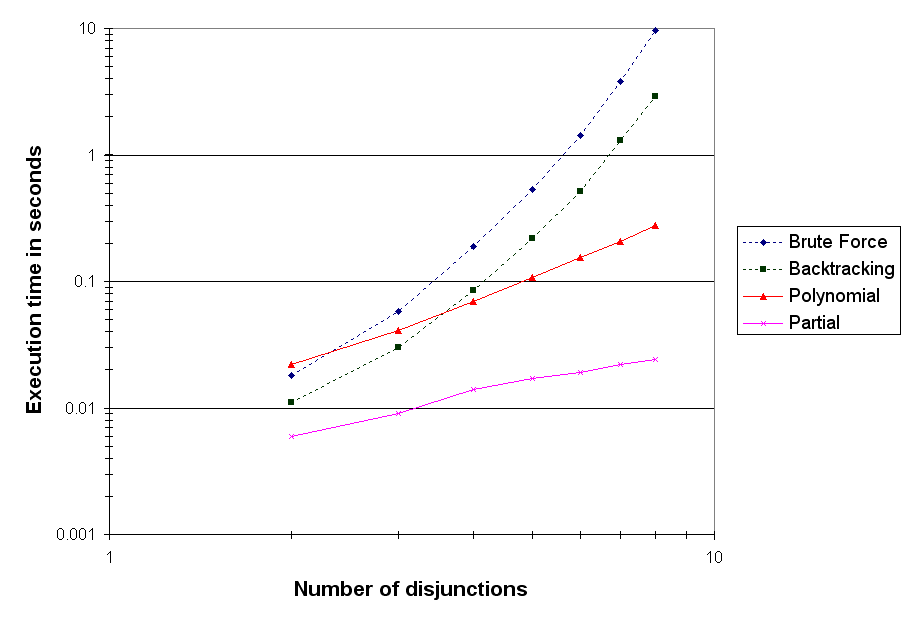 10
1
0.1
0.01
0.001
1
10
Execution time in seconds
Number of disjunctions
Brute Force
Backtracking
Polynomial
Partial